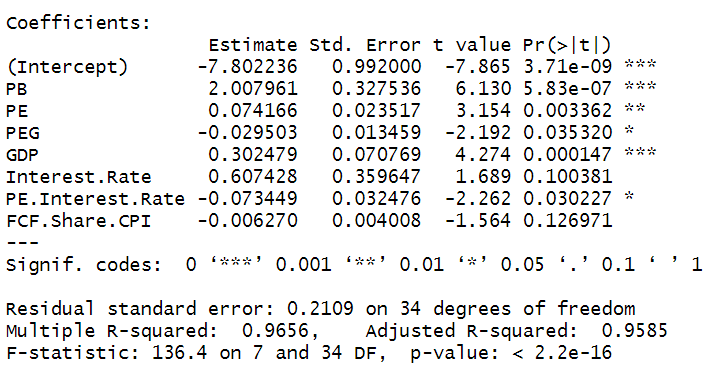 Coefficients:
                   Estimate Std. Error t value Pr(>|t|)
(Intercept)       -7.802236   0.992000  -7.865 3.71e-09 ***
PB                 2.007961   0.327536   6.130 5.83e-07 ***
PE                 0.074166   0.023517   3.154 0.003362 **
PEG               -0.029503   0.013459  -2.192 0.035320 *
GDP                0.302479   0.070769   4.274 0.000147 ***
Interest.Rate      0.607428   0.359647   1.689 0.100381
PE.Interest.Rate -0.073449   0.032476  -2.262 0.030227 *
FCF.Share.CPI     -0.006270   0.004008  -1.564 0.126971
---
Signif. codes:  0 ‘***’ 0.001 ‘**’ 0.01 ‘*’ 0.05 ‘.’ 0.1 ‘ ’ 1
Residual standard error: 0.2109 on 34 degrees of freedom
Multiple R-squared:  0.9656,    Adjusted R-squared:  0.9585
F-statistic: 136.4 on 7 and 34 DF,  p-value: < 2.2e-16